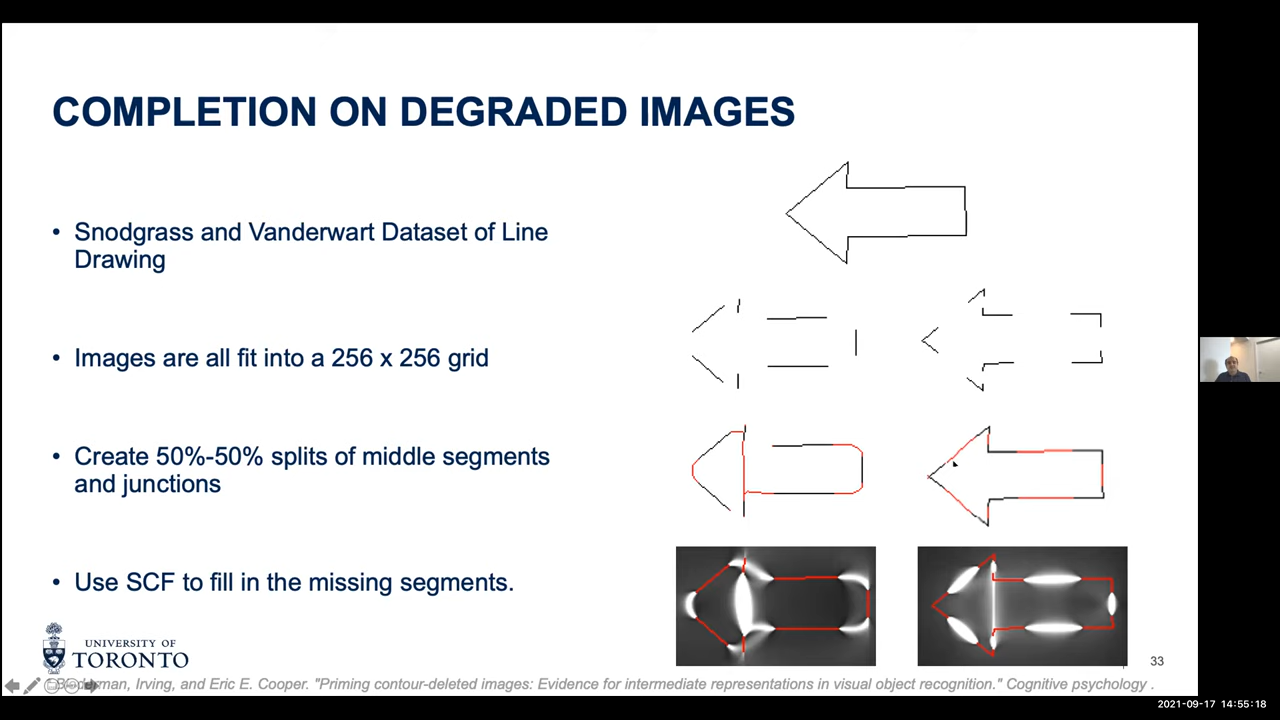 COMPLETION ON DEGRADED IMAGES
• Snodgrass and Vanderwart Dataset of Line
Drawing
• Images are all fit into a 256 x 256 grid
• Create 50%-50% splits of middle segments
and junctions
• Use SCF to fill in the missing segments.
UNIVERSITY OF
TORONTO
33
Irving, and Eric E. Cooper. "Priming contour-deleted images: Evidence for intermediate representations in visual object recognition." Cognitive psychology .
2021-09-17 14:55:18